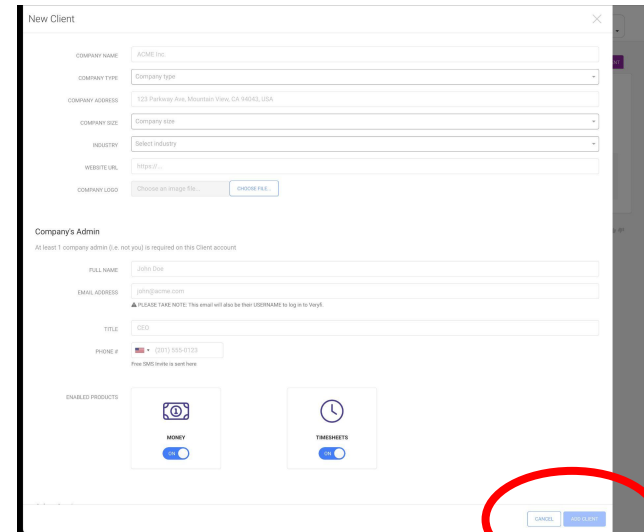 New Client
COMPANY NAME ACME Inc.
COMPANY TYPE Company type
COMPANY ADDRESS 123 Parkway Ave, Mountain View, CA 94043, USA
COMPANY SIZE Company size
INDUSTRY Select industry
WEBSITE URL https://...
COMPANY LOGO Choose an image file... CHOOSE FILE...
Company's Admin
At least 1 company admin (i.e. not you) is required on this Client account
FULL NAME John Doe
EMAIL ADDRESS john@acme.com
PLEASE TAKE NOTE: This email will also be their USERNAME to log in to Veryfi.
TITLE CEO
PHONE # (201) 555-0123
Free SMS Invite is sent here
ENABLED PRODUCTS
1
MONEY TIMESHEETS
ON ON
CANCEL ADD CLIENT